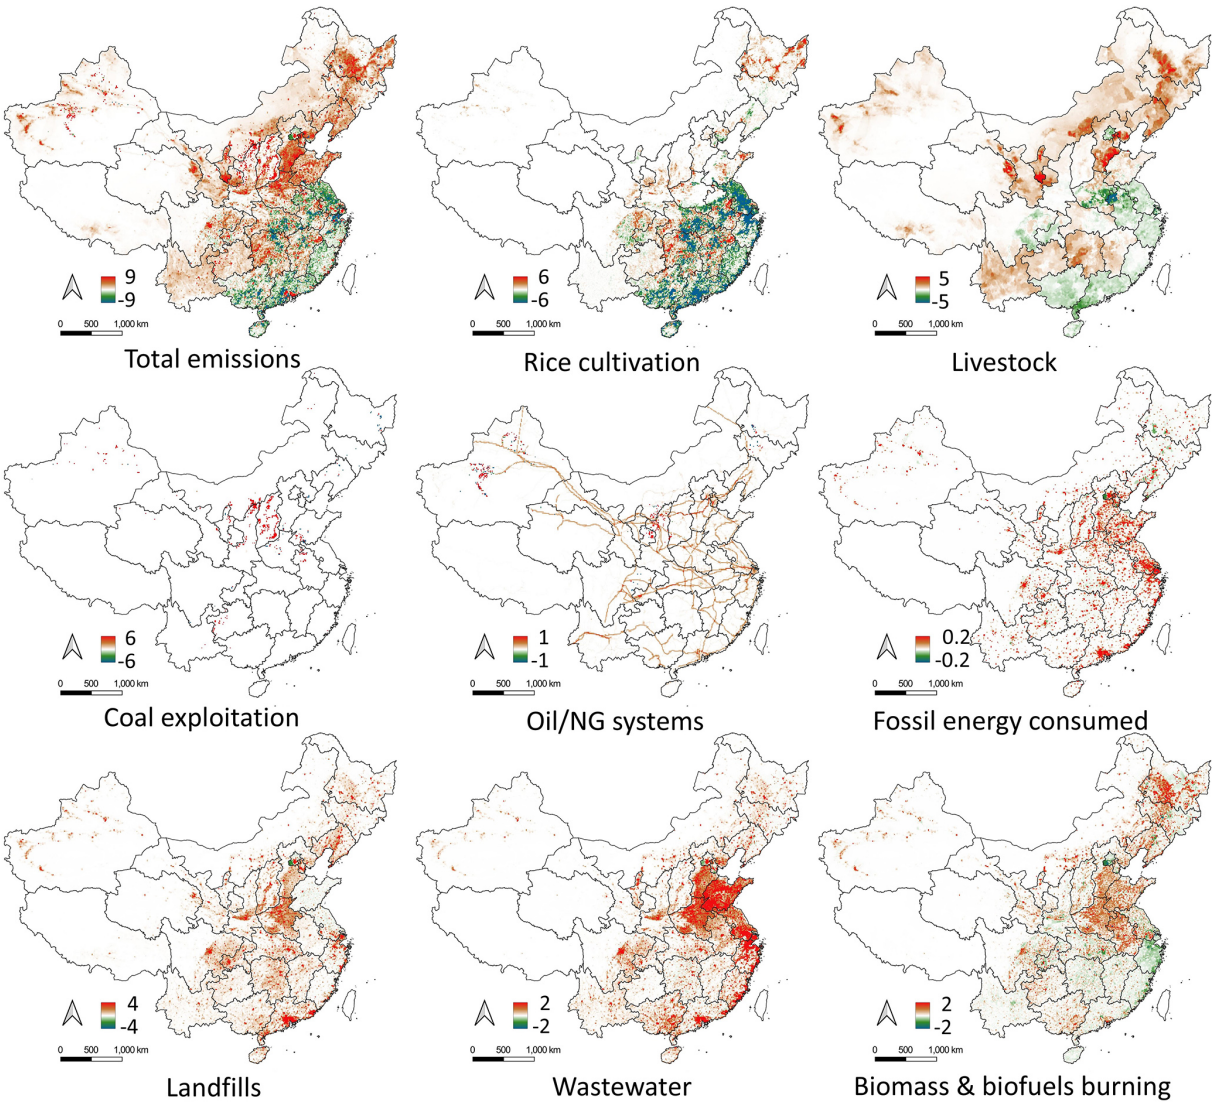 9
-9
0 500 1,000 km
Total emissions
6
-6
0 500 1,000 km
Rice cultivation
5
-5
0 500 1,000 km
Livestock
6
-6
0 500 1,000 km
Coal exploitation
1
-1
0 500 1,000 km
Oil/NG systems
0.2
-0.2
0 500 1,000 km
Fossil energy consumed
4
-4
0 500 1,000 km
Landfills
2
-2
0 500 1,000 km
Wastewater
2
-2
0 500 1,000 km
Biomass & biofuels burning